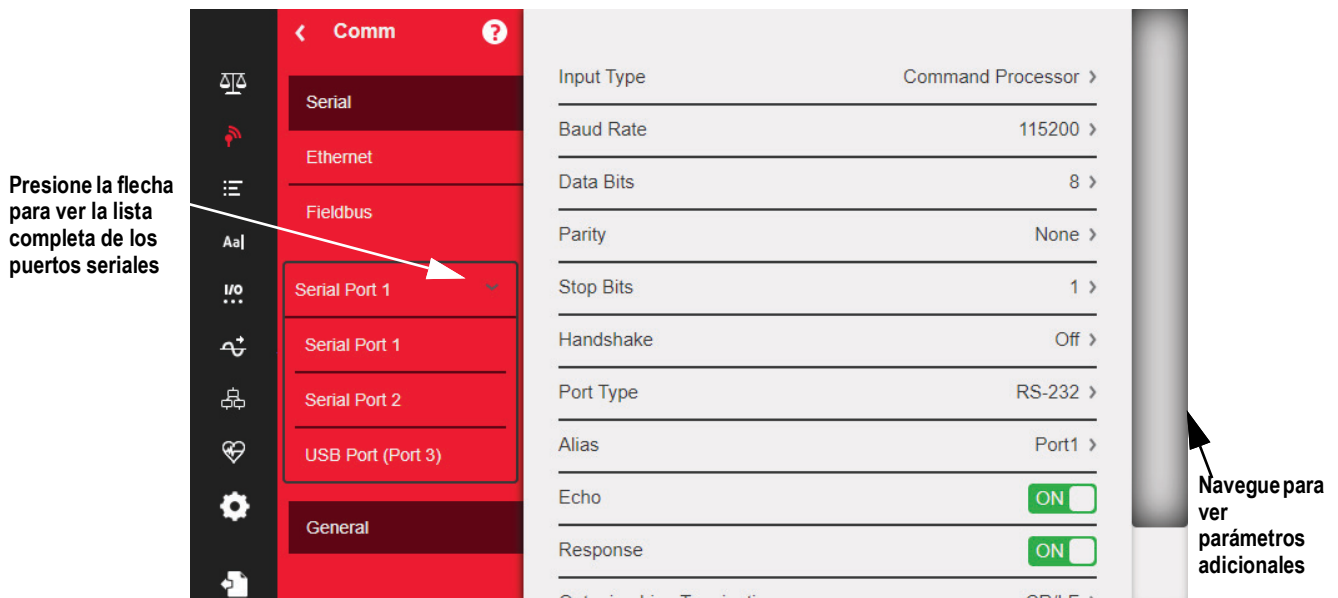 Presione la flecha
para ver la lista
completa de los
puertos seriales
Comm
?
Serial
Ethernet
Fieldbus
Serial Port 1
Serial Port 1
Serial Port 2
USB Port (Port 3)
General
Aa
I/O
Input Type Command Processor
Baud Rate 115200
Data Bits 8
Parity None
Stop Bits 1
Handshake Off
Port Type RS-232
Alias Port1
Echo ON
Response ON
Navegue para
ver
parámetros
adicionales